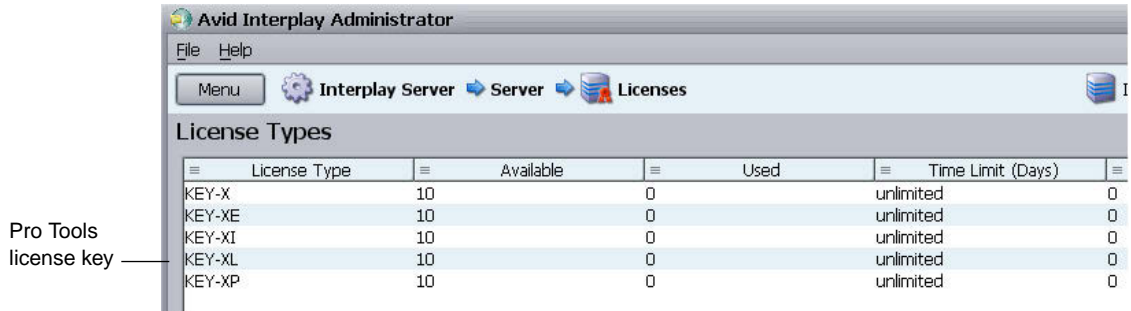 Avid Interplay Administrator
File Help
Menu Interplay Server Server Licenses I
License Types
License Type Available Used Time Limit (Days)
KEY-X 10 0 unlimited 0
KEY-XE 10 0 unlimited 0
KEY-XI 10 0 unlimited 0
KEY-XL 10 0 unlimited 0
KEY-XP 10 0 unlimited 0
Pro Tools
license key